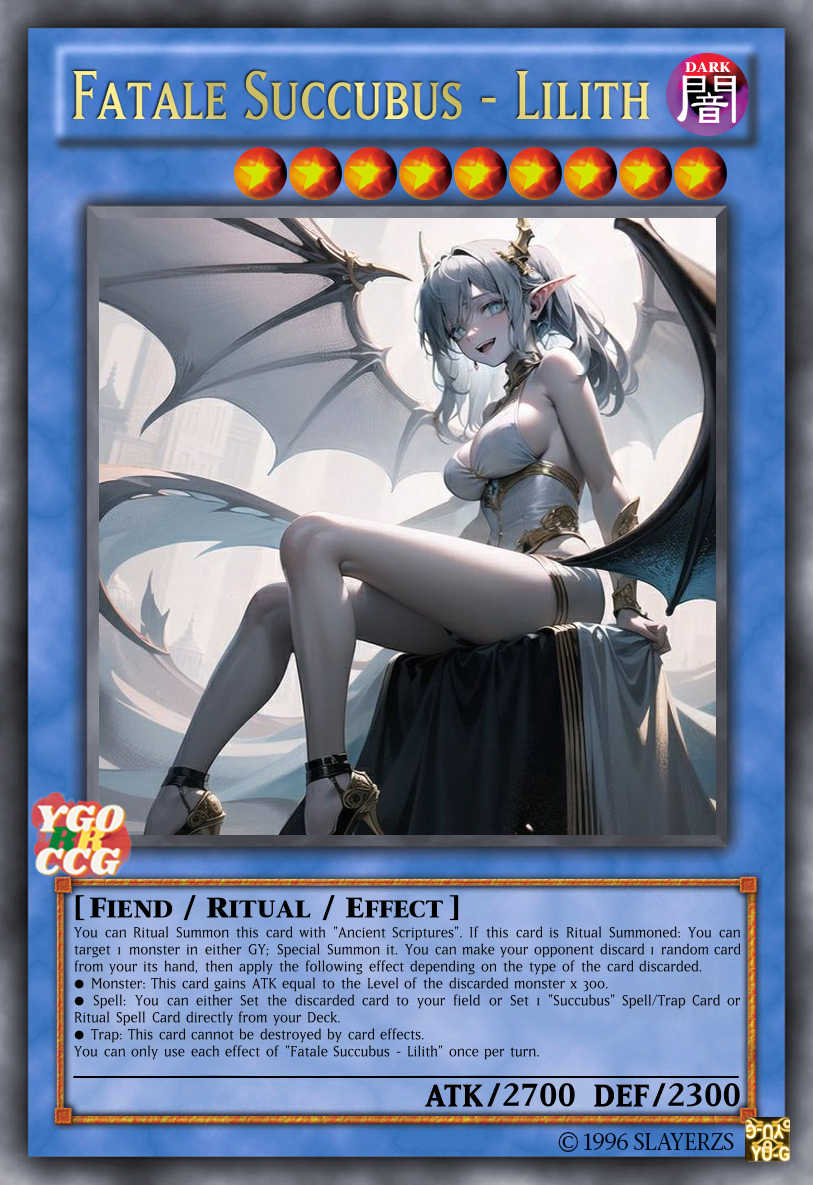 FATALE SUCCUBUS - LILITH
DARK
闇
YGO
BR
CCG
[ FIEND / RITUAL / EFFECT ]
You can Ritual Summon this card with "Ancient Scriptures". If this card is Ritual Summoned: You can
target 1 monster in either GY; Special Summon it. You can make your opponent discard 1 random card
from your its hand, then apply the following effect depending on the type of the card discarded.
● Monster: This card gains ATK equal to the Level of the discarded monster x 300.
● Spell: You can either Set the discarded card to your field or Set 1 "Succubus" Spell/Trap Card or
Ritual Spell Card directly from your Deck.
● Trap: This card cannot be destroyed by card effects.
You can only use each effect of "Fatale Succubus - Lilith" once per turn.
ATK/2700 DEF/2300
© 1996 SLAYERZS